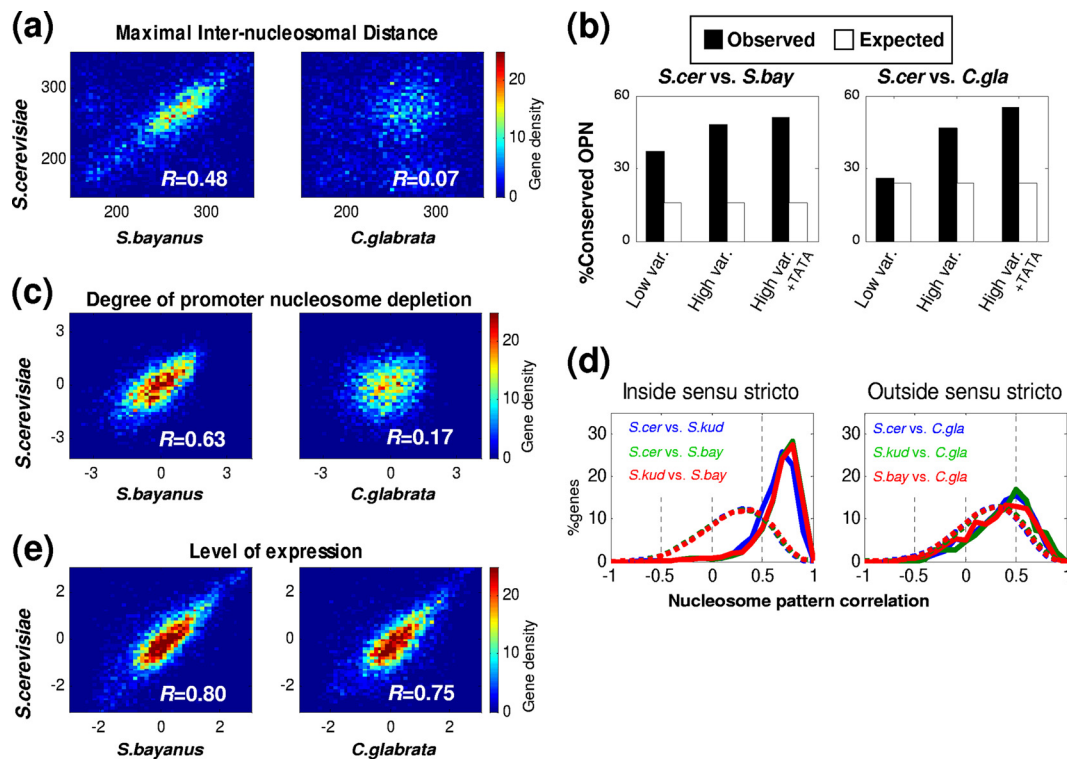 (a)
Maximal Inter-nucleosomal Distance
S.cerevisiae
300
200
R=0.48
200 300
S.bayanus
R=0.07
200 300
C.glabrata
20
10
0
Gene density
(b)
Observed Expected
S.cer vs. S.bay
S.cer vs. C.gla
%Conserved OPN
60
30
0
Low var.
High var.
High var.
+TATA
60
30
0
Low var.
High var.
High var.
+TATA
(c)
Degree of promoter nucleosome depletion
S.cerevisiae
3
0
-3
R=0.63
-3 0 3
S.bayanus
R=0.17
-3 0 3
C.glabrata
20
10
0
Gene density
(d)
Inside sensu stricto
Outside sensu stricto
%genes
30
20
10
0
S.cer vs. S.kud
S.cer vs. S.bay
S.kud vs. S.bay
-1 -0.5 0 0.5 1
30
20
10
0
S.cer vs. C.gla
S.kud vs. C.gla
S.bay vs. C.gla
-1 -0.5 0 0.5 1
Nucleosome pattern correlation
(e)
Level of expression
S.cerevisiae
2
0
-2
R=0.80
-2 0 2
S.bayanus
2
0
-2
R=0.75
-2 0 2
C.glabrata
20
10
0
Gene density